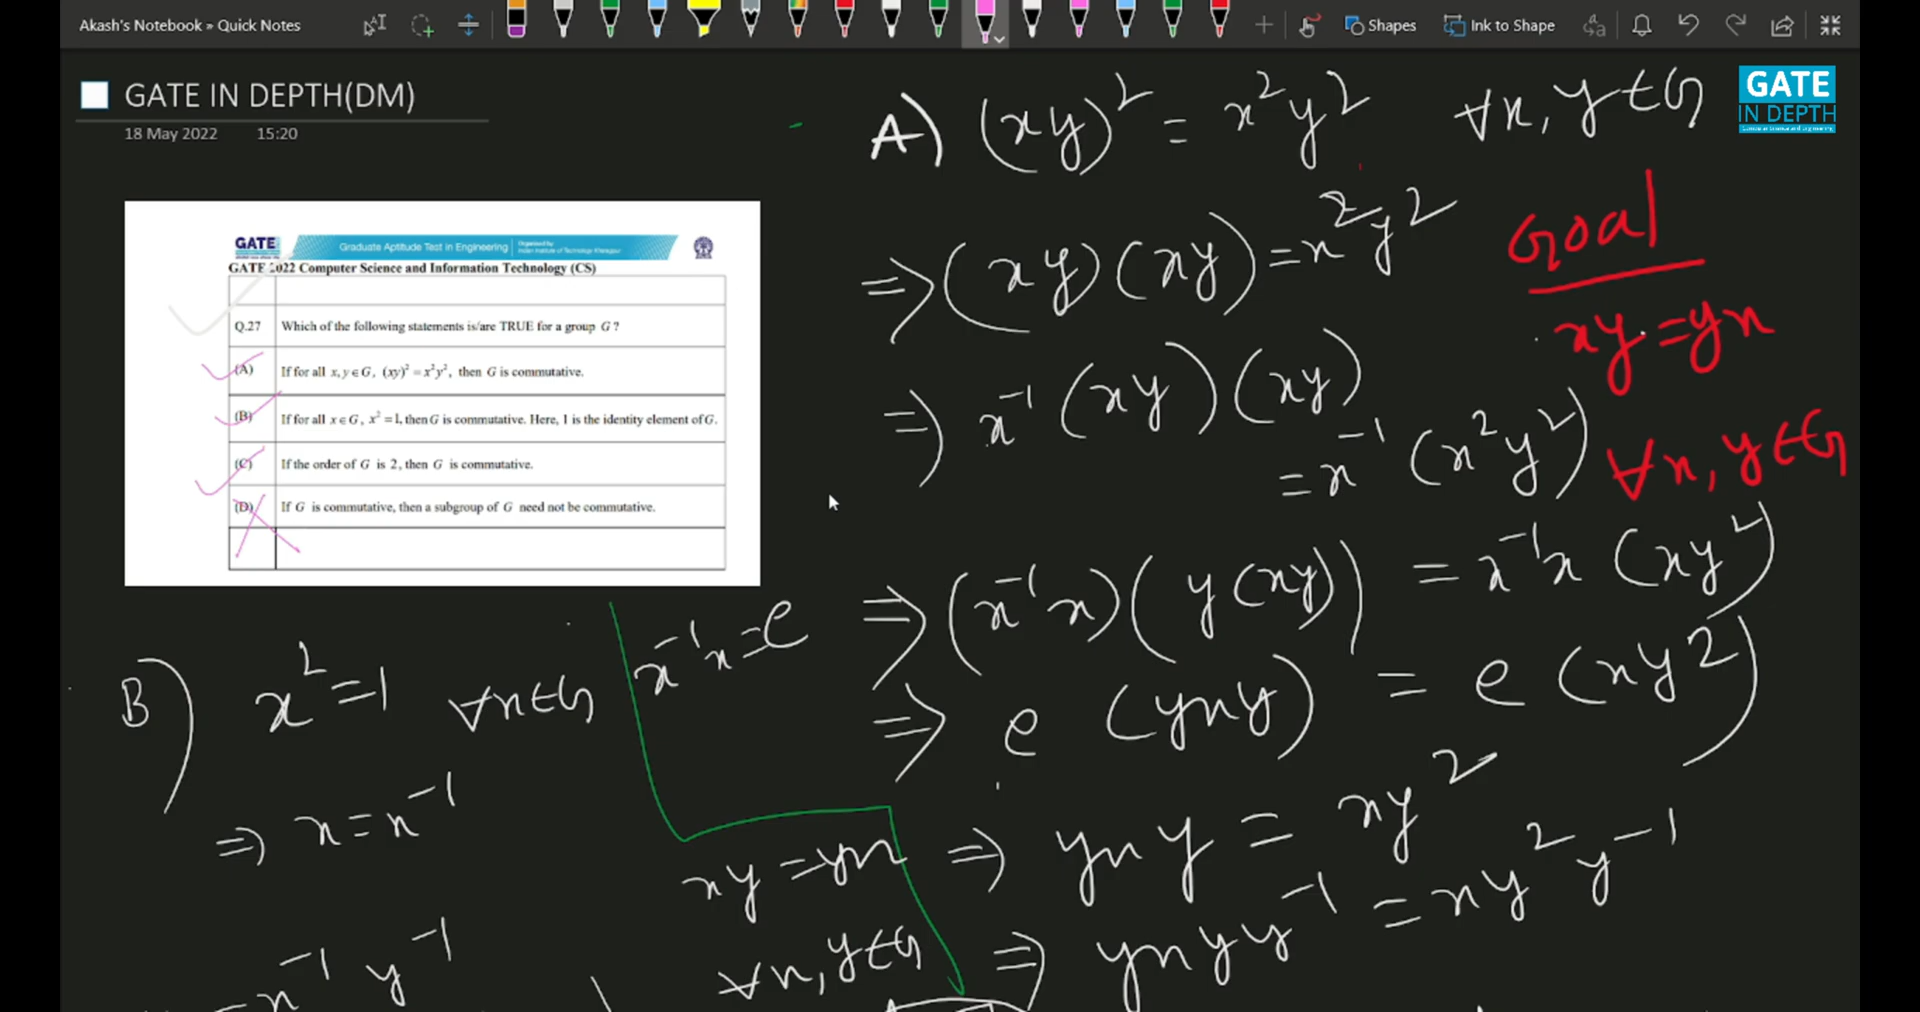 Akash's Notebook » Quick Notes
Shapes
Ink to Shape
GATE IN DEPTH(DM)
18 May 2022 15:20
GATE
IN DEPTH
GATE
Graduate Aptitude Test in Engineering
GATE 2022 Computer Science and Information Technology (CS)
Q.27 Which of the following statements is/are TRUE for a group G ?
(A) If for all x, y ∈ G, (xy)² = x²y², then G is commutative.
(B) If for all x ∈ G, x² = 1, then G is commutative. Here, 1 is the identity element of G.
(C) If the order of G is 2, then G is commutative.
(D) If G is commutative, then a subgroup of G need not be commutative.
A) (xy)² = x²y² ∀x, y ∈ G
⇒ (xy)(xy) = x²y²
⇒ x⁻¹(xy)(xy)
= x⁻¹(x²y²)
⇒ (x⁻¹x)(y(xy)) = x⁻¹x(xy²)
⇒ e(yxy) = e(xy²)
⇒ yxy = xy²
⇒ yxyy⁻¹ = xy²y⁻¹
Goal
xy = yx
∀x, y ∈ G
x⁻¹x = e
xy = yx
∀x, y ∈ G
B) x² = 1 ∀x ∈ G
⇒ x = x⁻¹
= x⁻¹y⁻¹